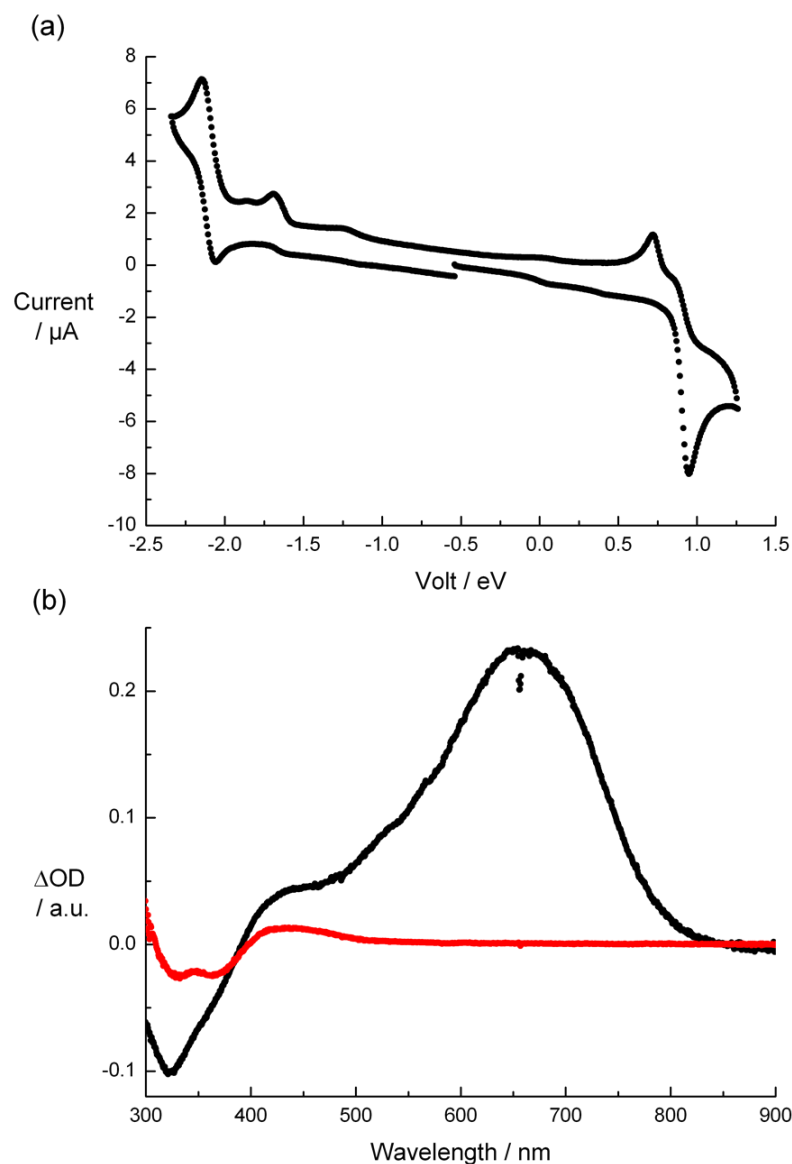 (a)
8
6
4
2
0
-2
-4
-6
-8
-10
Current
/ µA
-2.5 -2.0 -1.5 -1.0 -0.5 0.0 0.5 1.0 1.5
Volt / eV
(b)
0.2
0.1
0.0
-0.1
ΔOD
/ a.u.
300 400 500 600 700 800 900
Wavelength / nm